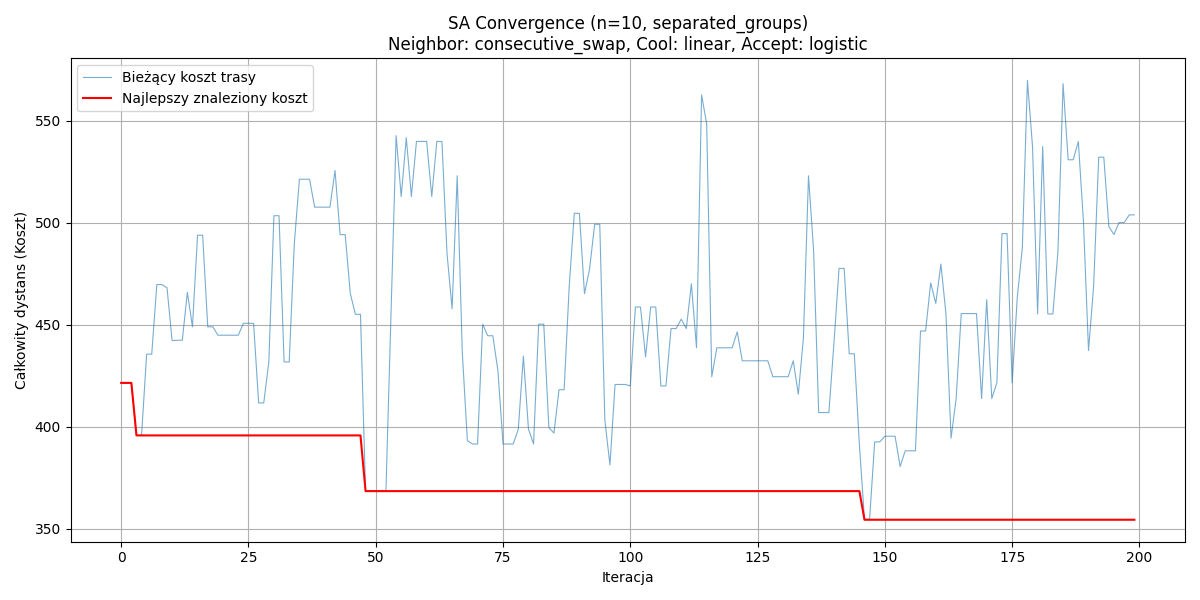 SA Convergence (n=10, separated_groups)
Neighbor: consecutive_swap, Cool: linear, Accept: logistic
Bieżący koszt trasy
Najlepszy znaleziony koszt
Całkowity dystans (Koszt)
550
500
450
400
350
0 25 50 75 100 125 150 175 200
Iteracja